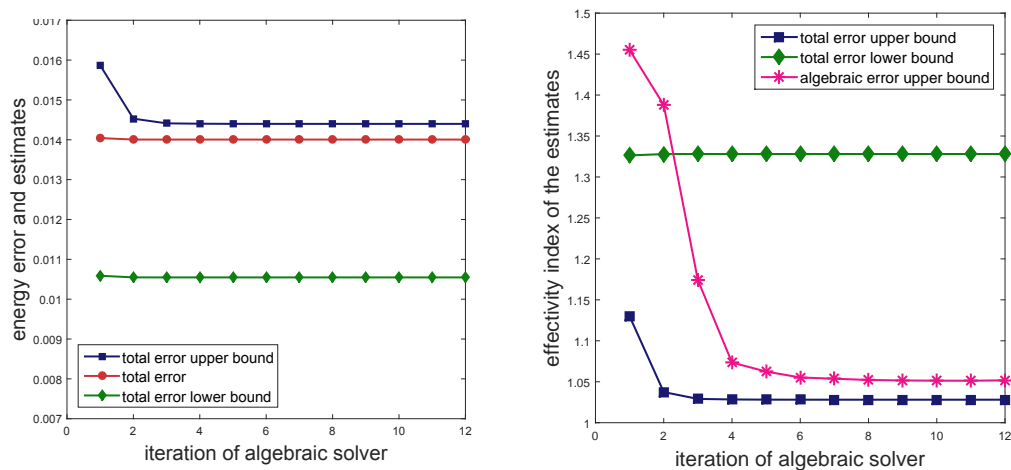 0.017
0.016
0.015
0.014
0.013
0.012
0.011
0.01
0.009
0.008
0.007
energy error and estimates
total error upper bound
total error
total error lower bound
0 2 4 6 8 10 12
iteration of algebraic solver
1.5
1.45
1.4
1.35
1.3
1.25
1.2
1.15
1.1
1.05
1
effectivity index of the estimates
total error upper bound
total error lower bound
algebraic error upper bound
0 2 4 6 8 10 12
iteration of algebraic solver